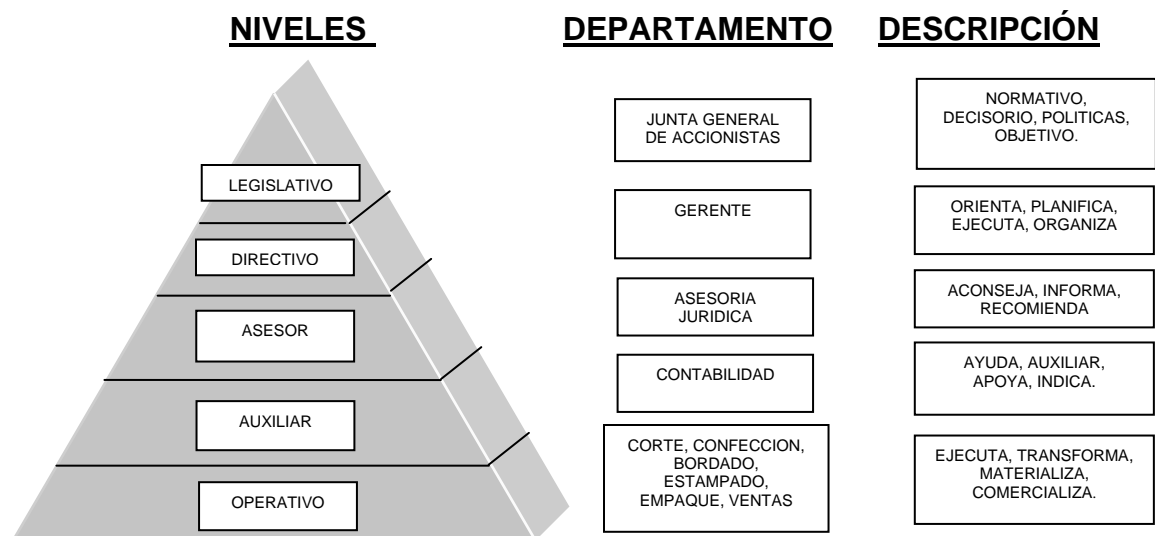 NIVELES
DEPARTAMENTO
DESCRIPCIÓN
LEGISLATIVO
JUNTA GENERAL
DE ACCIONISTAS
NORMATIVO,
DECISORIO, POLITICAS,
OBJETIVO.
DIRECTIVO
GERENTE
ORIENTA, PLANIFICA,
EJECUTA, ORGANIZA
ASESOR
ASESORIA
JURIDICA
ACONSEJA, INFORMA,
RECOMIENDA
AUXILIAR
CONTABILIDAD
AYUDA, AUXILIAR,
APOYA, INDICA.
OPERATIVO
CORTE, CONFECCION,
BORDADO,
ESTAMPADO,
EMPAQUE, VENTAS
EJECUTA, TRANSFORMA,
MATERIALIZA,
COMERCIALIZA.